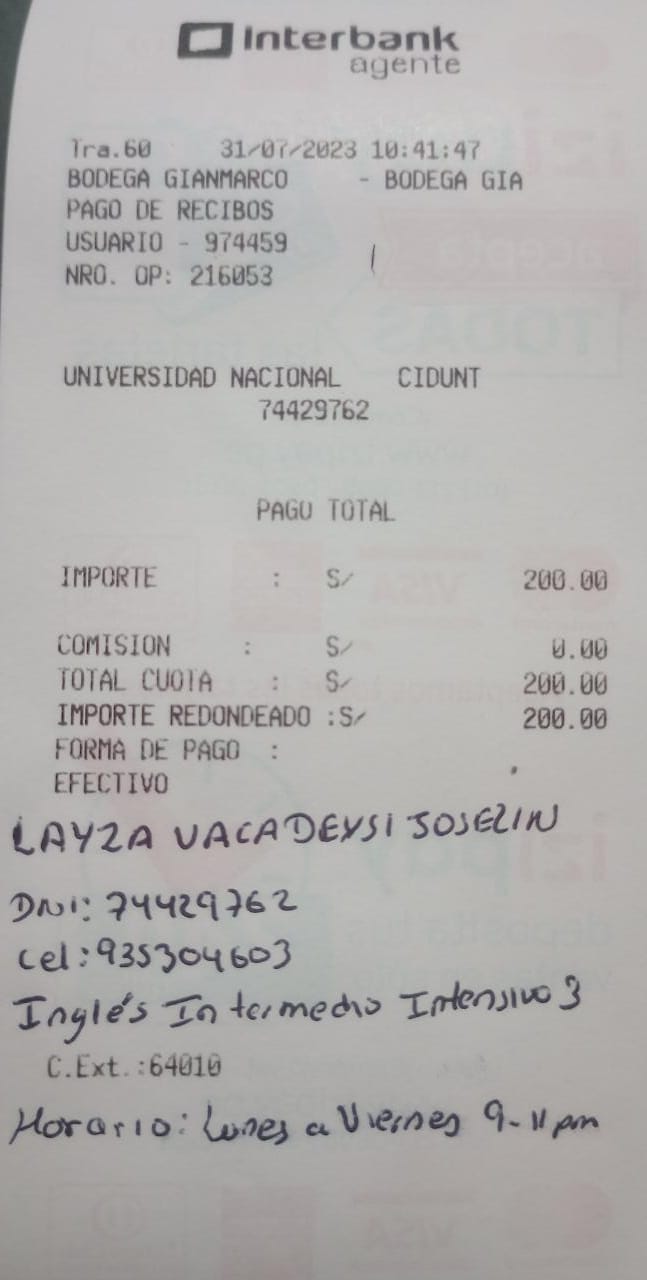 Interbank
agente
Tra.60 31/07/2023 10:41:47
BODEGA GIANMARCO - BODEGA GIA
PAGO DE RECIBOS
USUARIO - 974459
NRO. OP: 216053
UNIVERSIDAD NACIONAL CIDUNT
74429762
PAGO TOTAL
IMPORTE : S/ 200.00
COMISION : S/ 0.00
TOTAL CUOTA : S/ 200.00
IMPORTE REDONDEADO :S/ 200.00
FORMA DE PAGO :
EFECTIVO
LAYZA VACA DEYSI JOSELIN
DNI: 74429762
Cel: 935304603
Inglés Intermedio Intensivo 3
C.Ext.:64010
Horario: Lunes a Viernes 9-11pm